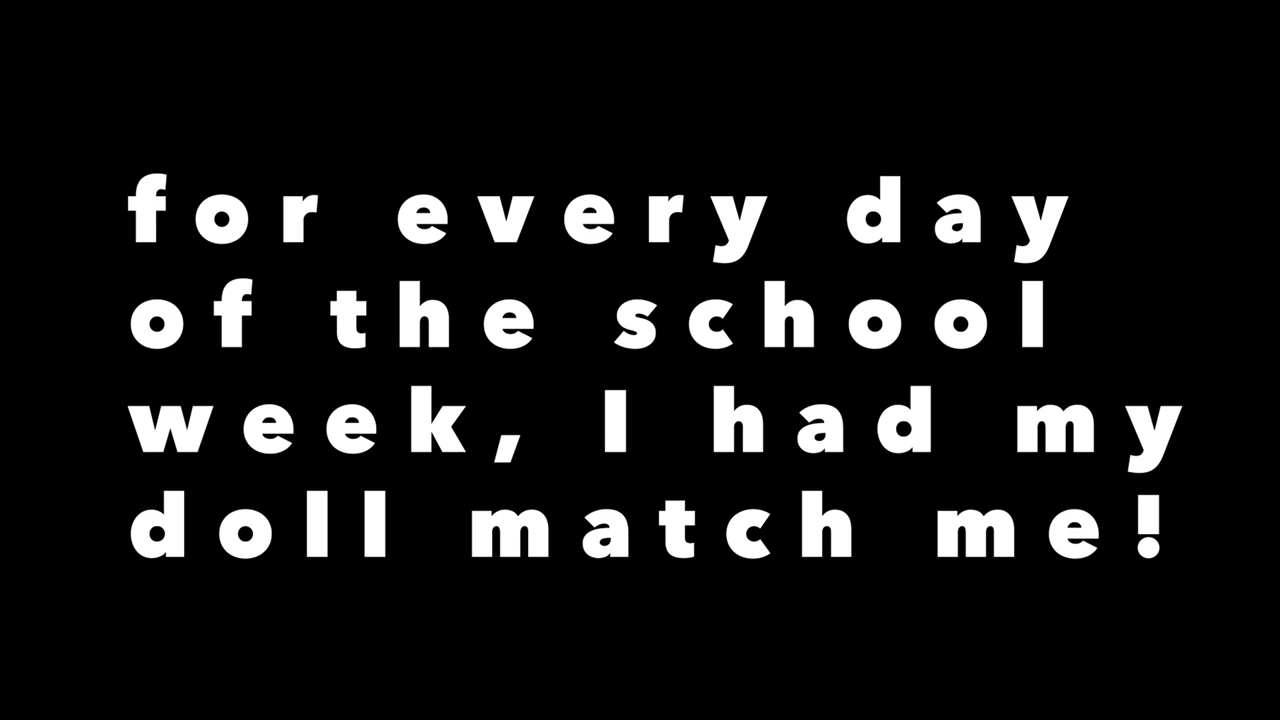 for every day
of the school
week, I had my
doll match me!